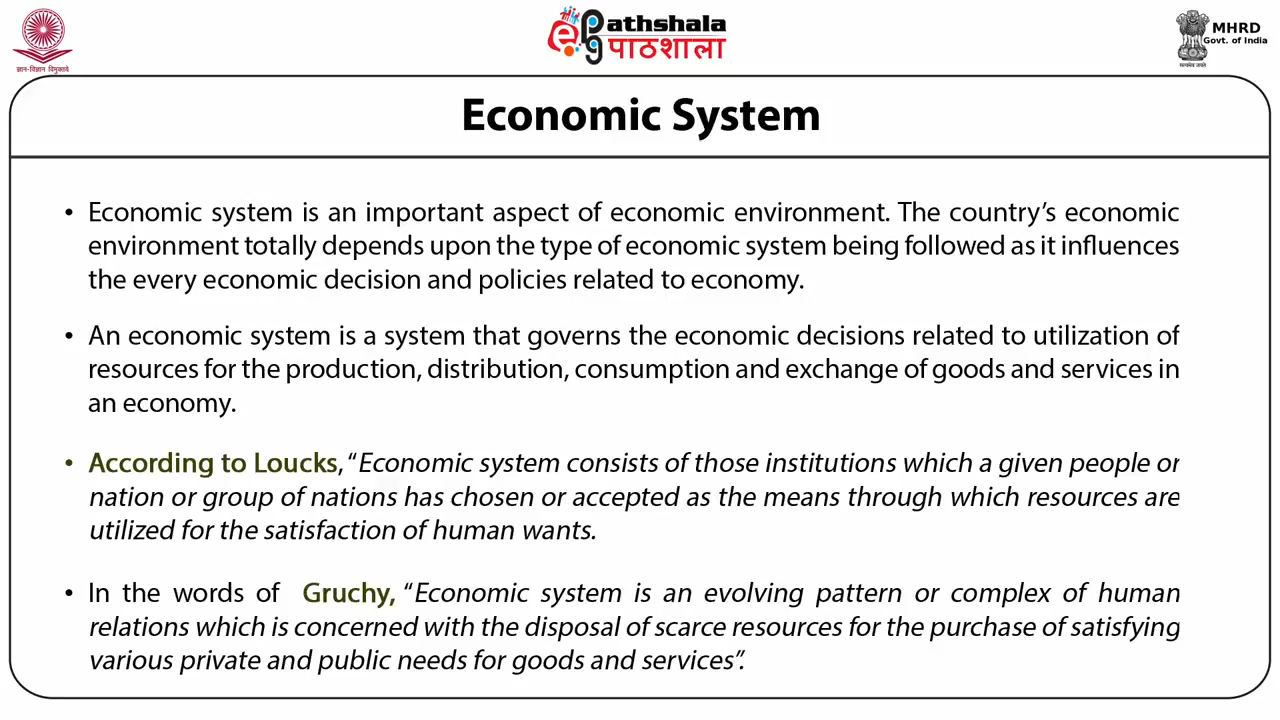 ज्ञान-विज्ञान विमुक्तये
epg
athshala
पाठशाला
MHRD
Govt. of India
सत्यमेव जयते
Economic System
• Economic system is an important aspect of economic environment. The country’s economic
environment totally depends upon the type of economic system being followed as it influences
the every economic decision and policies related to economy.
• An economic system is a system that governs the economic decisions related to utilization of
resources for the production, distribution, consumption and exchange of goods and services in
an economy.
• According to Loucks, “Economic system consists of those institutions which a given people or
nation or group of nations has chosen or accepted as the means through which resources are
utilized for the satisfaction of human wants.
• In the words of Gruchy, “Economic system is an evolving pattern or complex of human
relations which is concerned with the disposal of scarce resources for the purchase of satisfying
various private and public needs for goods and services”.